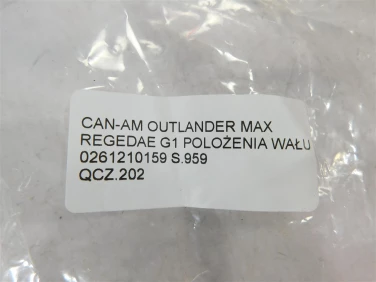 CAN-AM OUTLANDER MAX
REGEDAE G1 POLOŻENIA WAŁU
0261210159 S.959
QCZ.202